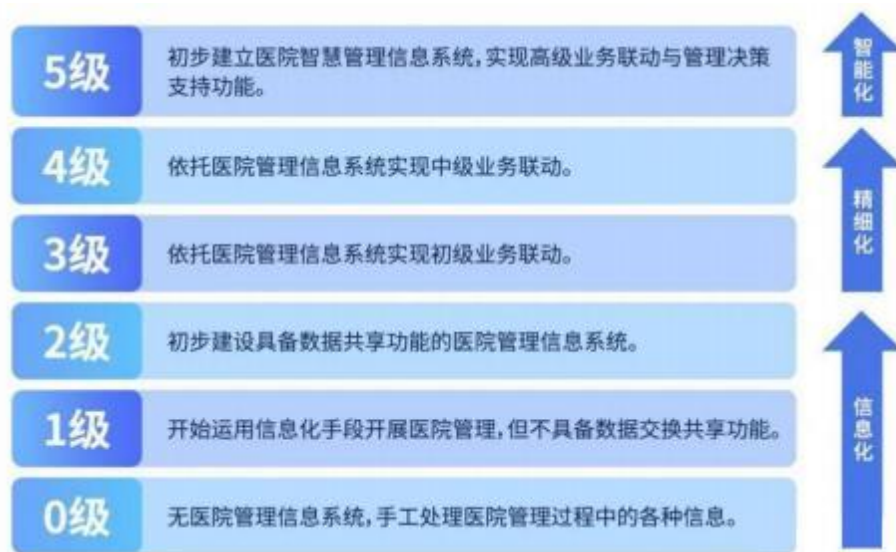 5级
初步建立医院智慧管理信息系统,实现高级业务联动与管理决策
支持功能。
智能化
4级
依托医院管理信息系统实现中级业务联动。
3级
依托医院管理信息系统实现初级业务联动。
精细化
2级
初步建设具备数据共享功能的医院管理信息系统。
1级
开始运用信息化手段开展医院管理,但不具备数据交换共享功能。
0级
无医院管理信息系统,手工处理医院管理过程中的各种信息。
信息化